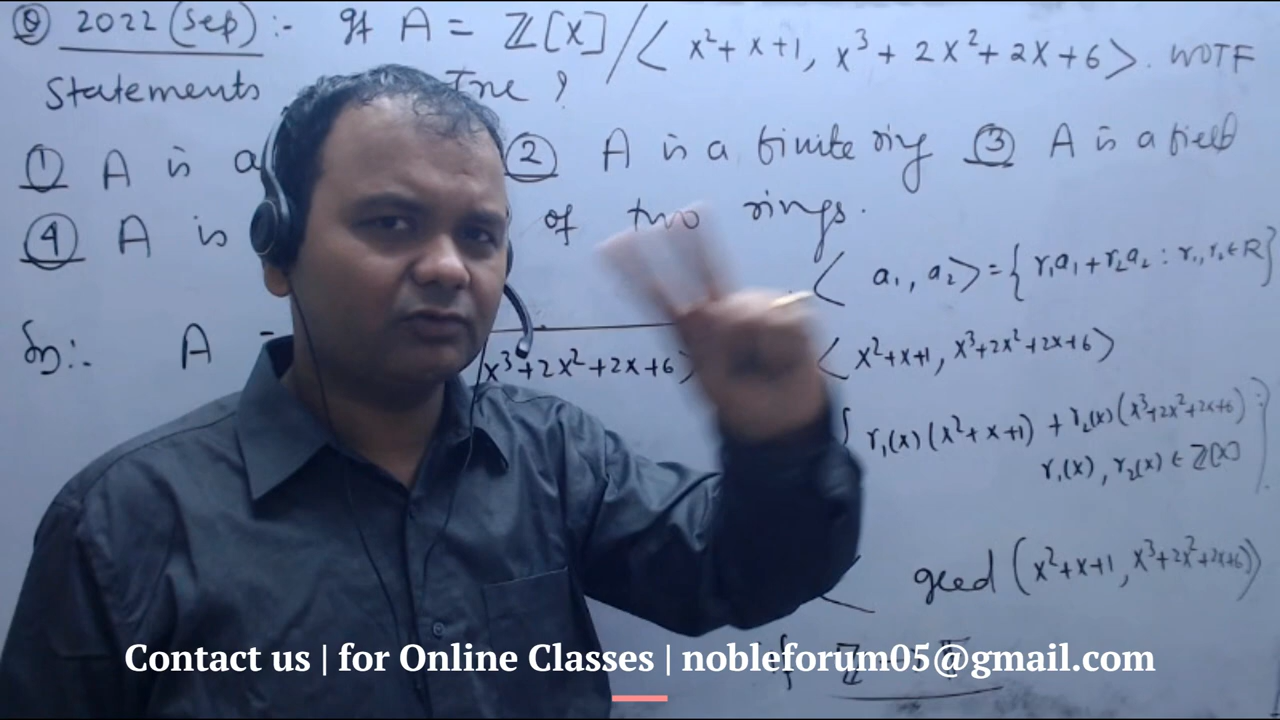 Q 2022 (Sep) :- If A = ℤ[x] / ⟨ x²+x+1, x³+2x²+2x+6 ⟩. WOTF
Statements True ?
① A is a ② A is a finite ring ③ A is a field
④ A is of two rings.
⟨ a₁, a₂ ⟩ = { r₁a₁ + r₂a₂ : r₁, r₂ ∈ R }
Sol:- A =
x³+2x²+2x+6 ⟩ ⟨ x²+x+1, x³+2x²+2x+6 ⟩
r₁(x) (x²+x+1) + r₂(x) (x³+2x²+2x+6) :
r₁(x), r₂(x) ∈ ℤ[x] }
gcd (x²+x+1, x³+2x²+2x+6) ⟩
Contact us | for Online Classes | nobleforum05@gmail.com